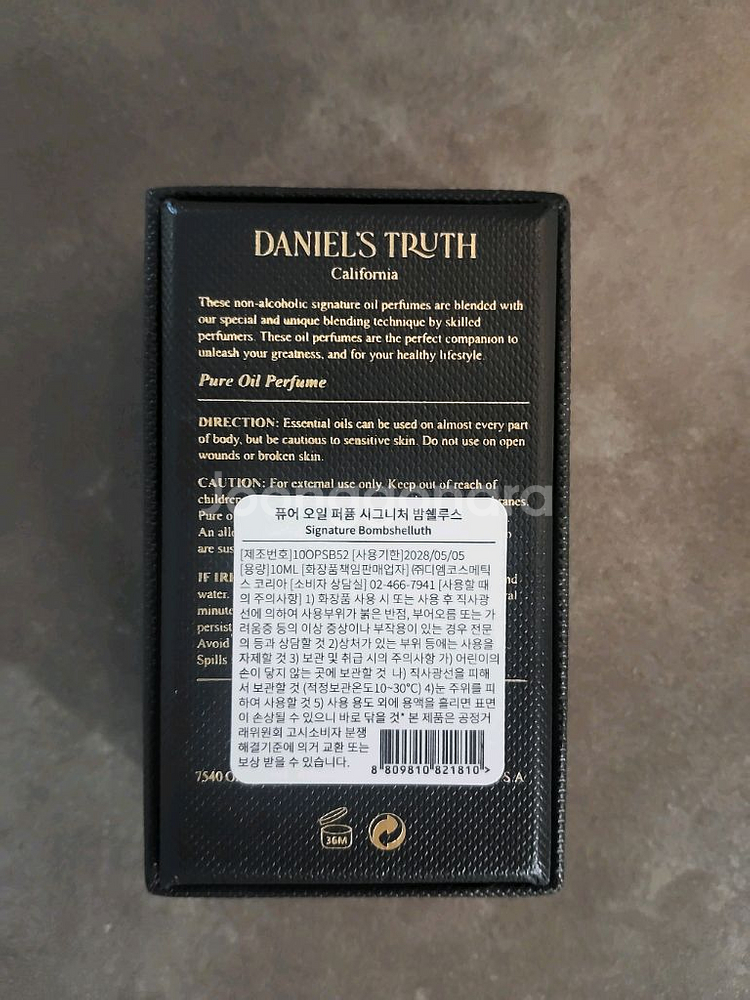 DANIEL'S TRUTH
California
These non-alcoholic signature oil perfumes are blended with
our special and unique blending technique by skilled
perfumers. These oil perfumes are the perfect companion to
unleash your greatness, and for your healthy lifestyle.
Pure Oil Perfume
DIRECTION: Essential oils can be used on almost every part
of body, but be cautious to sensitive skin. Do not use on open
wounds or broken skin.
CAUTION: For external use only. Keep out of reach of
Joonggonara
Pure
An
are
water.
Avoid
Spills
퓨어 오일 퍼퓸 시그니처 밤쉘루스
Signature Bombshelluth
[제조번호]10OPSB52 [사용기한]2028/05/05
[용량]10ML [화장품책임판매업자] ㈜디엠코스메틱
스 코리아 [소비자 상담실] 02-466-7941 [사용할 때
의 주의사항] 1) 화장품 사용 시 또는 사용 후 직사광
선에 의하여 사용부위가 붉은 반점, 부어오름 또는 가
려움증 등의 이상 증상이나 부작용이 있는 경우 전문
의 등과 상담할 것 2)상처가 있는 부위 등에는 사용을
자제할 것 3) 보관 및 취급 시의 주의사항 가) 어린이의
손이 닿지 않는 곳에 보관할 것 나) 직사광선을 피해
서 보관할 것 (적정보관온도10~30°C) 4)눈 주위를 피
하여 사용할 것 5) 사용 용도 외에 용액을 흘리면 표면
이 손상될 수 있으니 바로 닦을 것* 본 제품은 공정거
래위원회 고시소비자 분쟁
해결기준에 의거 교환 또는
보상 받을 수 있습니다.
8 809810 821810 >
7540
S.A
36M